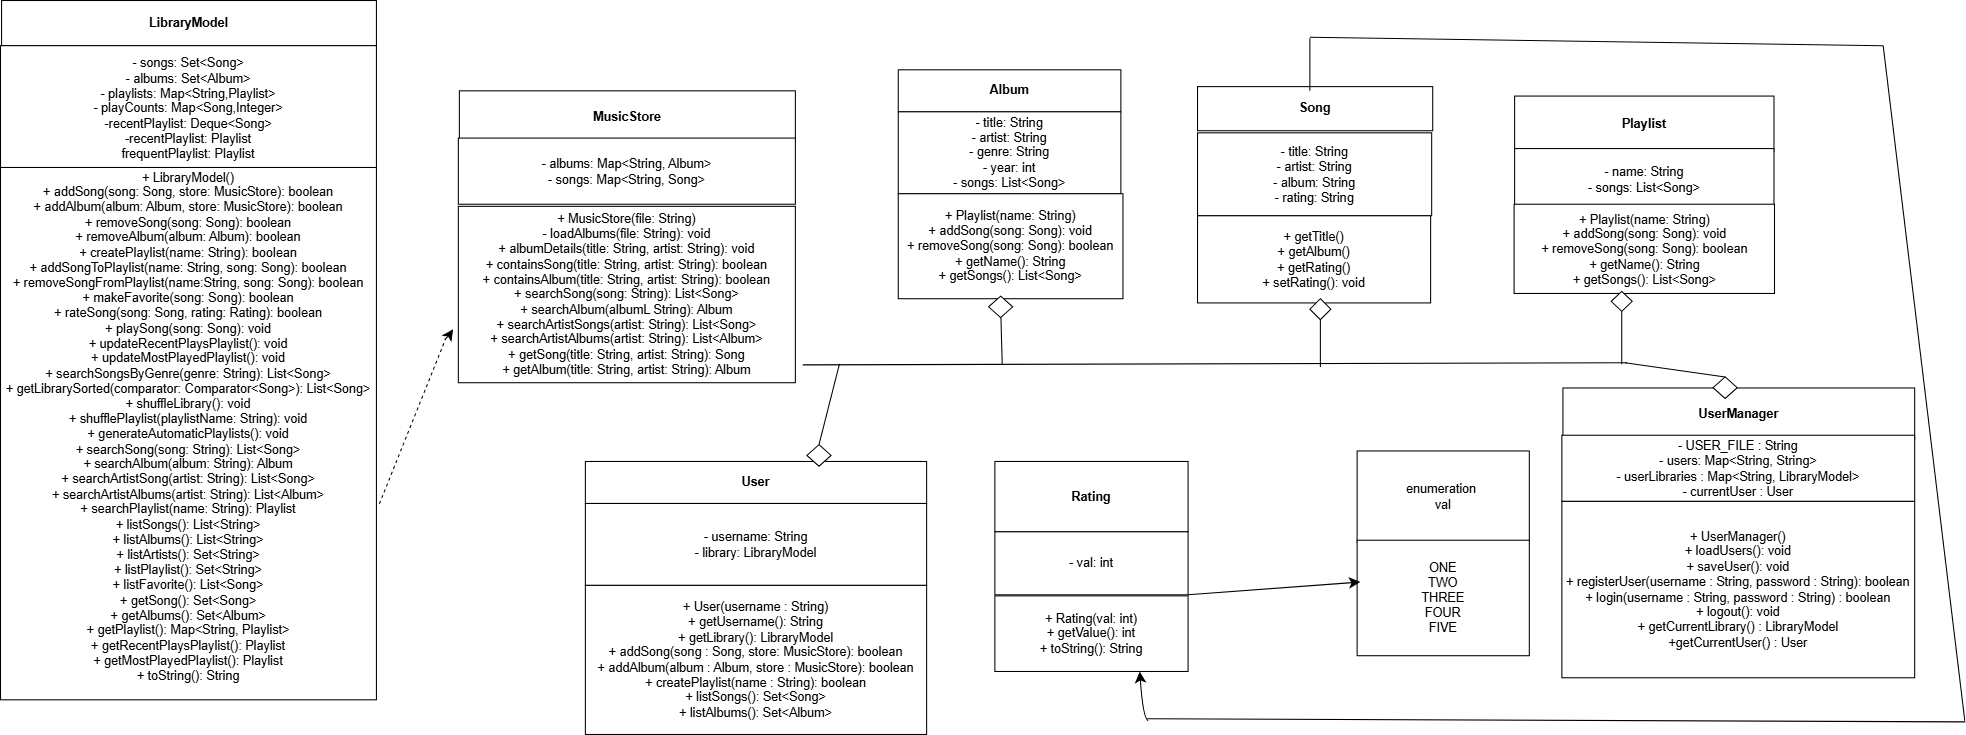 LibraryModel
- songs: Set<Song>
- albums: Set<Album>
- playlists: Map<String,Playlist>
- playCounts: Map<Song,Integer>
-recentPlaylist: Deque<Song>
-recentPlaylist: Playlist
frequentPlaylist: Playlist
+ LibraryModel()
+ addSong(song: Song, store: MusicStore): boolean
+ addAlbum(album: Album, store: MusicStore): boolean
+ removeSong(song: Song): boolean
+ removeAlbum(album: Album): boolean
+ createPlaylist(name: String): boolean
+ addSongToPlaylist(name: String, song: Song): boolean
+ removeSongFromPlaylist(name:String, song: Song): boolean
+ makeFavorite(song: Song): boolean
+ rateSong(song: Song, rating: Rating): boolean
+ playSong(song: Song): void
+ updateRecentPlaysPlaylist(): void
+ updateMostPlayedPlaylist(): void
+ searchSongsByGenre(genre: String): List<Song>
+ getLibrarySorted(comparator: Comparator<Song>): List<Song>
+ shuffleLibrary(): void
+ shufflePlaylist(playlistName: String): void
+ generateAutomaticPlaylists(): void
+ searchSong(song: String): List<Song>
+ searchAlbum(album: String): Album
+ searchArtistSong(artist: String): List<Song>
+ searchArtistAlbums(artist: String): List<Album>
+ searchPlaylist(name: String): Playlist
+ listSongs(): List<String>
+ listAlbums(): List<String>
+ listArtists(): Set<String>
+ listPlaylist(): Set<String>
+ listFavorite(): List<Song>
+ getSong(): Set<Song>
+ getAlbums(): Set<Album>
+ getPlaylist(): Map<String, Playlist>
+ getRecentPlaysPlaylist(): Playlist
+ getMostPlayedPlaylist(): Playlist
+ toString(): String
MusicStore
- albums: Map<String, Album>
- songs: Map<String, Song>
+ MusicStore(file: String)
- loadAlbums(file: String): void
+ albumDetails(title: String, artist: String): void
+ containsSong(title: String, artist: String): boolean
+ containsAlbum(title: String, artist: String): boolean
+ searchSong(song: String): List<Song>
+ searchAlbum(albumL String): Album
+ searchArtistSongs(artist: String): List<Song>
+ searchArtistAlbums(artist: String): List<Album>
+ getSong(title: String, artist: String): Song
+ getAlbum(title: String, artist: String): Album
Album
- title: String
- artist: String
- genre: String
- year: int
- songs: List<Song>
+ Playlist(name: String)
+ addSong(song: Song): void
+ removeSong(song: Song): boolean
+ getName(): String
+ getSongs(): List<Song>
Song
- title: String
- artist: String
- album: String
- rating: String
+ getTitle()
+ getAlbum()
+ getRating()
+ setRating(): void
Playlist
- name: String
- songs: List<Song>
+ Playlist(name: String)
+ addSong(song: Song): void
+ removeSong(song: Song): boolean
+ getName(): String
+ getSongs(): List<Song>
User
- username: String
- library: LibraryModel
+ User(username : String)
+ getUsername(): String
+ getLibrary(): LibraryModel
+ addSong(song : Song, store: MusicStore): boolean
+ addAlbum(album : Album, store : MusicStore): boolean
+ createPlaylist(name : String): boolean
+ listSongs(): Set<Song>
+ listAlbums(): Set<Album>
Rating
- val: int
+ Rating(val: int)
+ getValue(): int
+ toString(): String
enumeration
val
ONE
TWO
THREE
FOUR
FIVE
UserManager
- USER_FILE : String
- users: Map<String, String>
- userLibraries : Map<String, LibraryModel>
- currentUser : User
+ UserManager()
+ loadUsers(): void
+ saveUser(): void
+ registerUser(username : String, password : String): boolean
+ login(username : String, password : String) : boolean
+ logout(): void
+ getCurrentLibrary() : LibraryModel
+getCurrentUser() : User